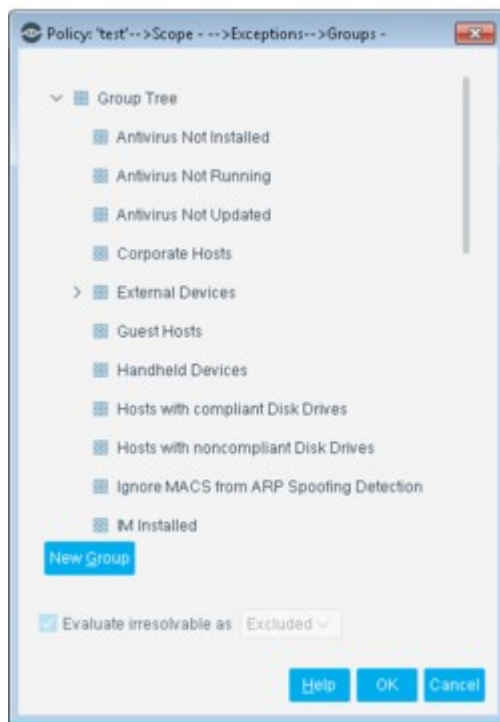 Policy: 'test'-->Scope - -->Exceptions-->Groups -
Group Tree
Antivirus Not Installed
Antivirus Not Running
Antivirus Not Updated
Corporate Hosts
External Devices
Guest Hosts
Handheld Devices
Hosts with compliant Disk Drives
Hosts with noncompliant Disk Drives
Ignore MACS from ARP Spoofing Detection
IM Installed
New Group
Evaluate irresolvable as Excluded
Help OK Cancel